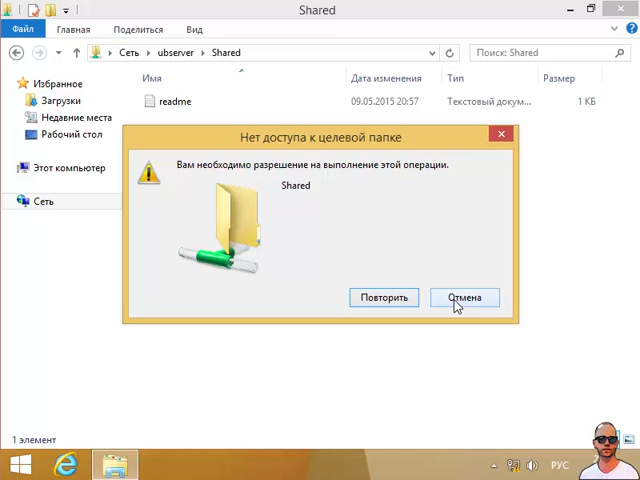 Shared
Файл
Главная
Поделиться
Вид
Сеть
ubserver
Shared
Поиск: Shared
Имя
Дата изменения
Тип
Размер
Избранное
Загрузки
Недавние места
Рабочий стол
Этот компьютер
Сеть
readme
09.05.2015 20:57
Текстовый докум...
1 КБ
Нет доступа к целевой папке
Вам необходимо разрешение на выполнение этой операции.
Shared
Повторить
Отмена
1 элемент
РУС